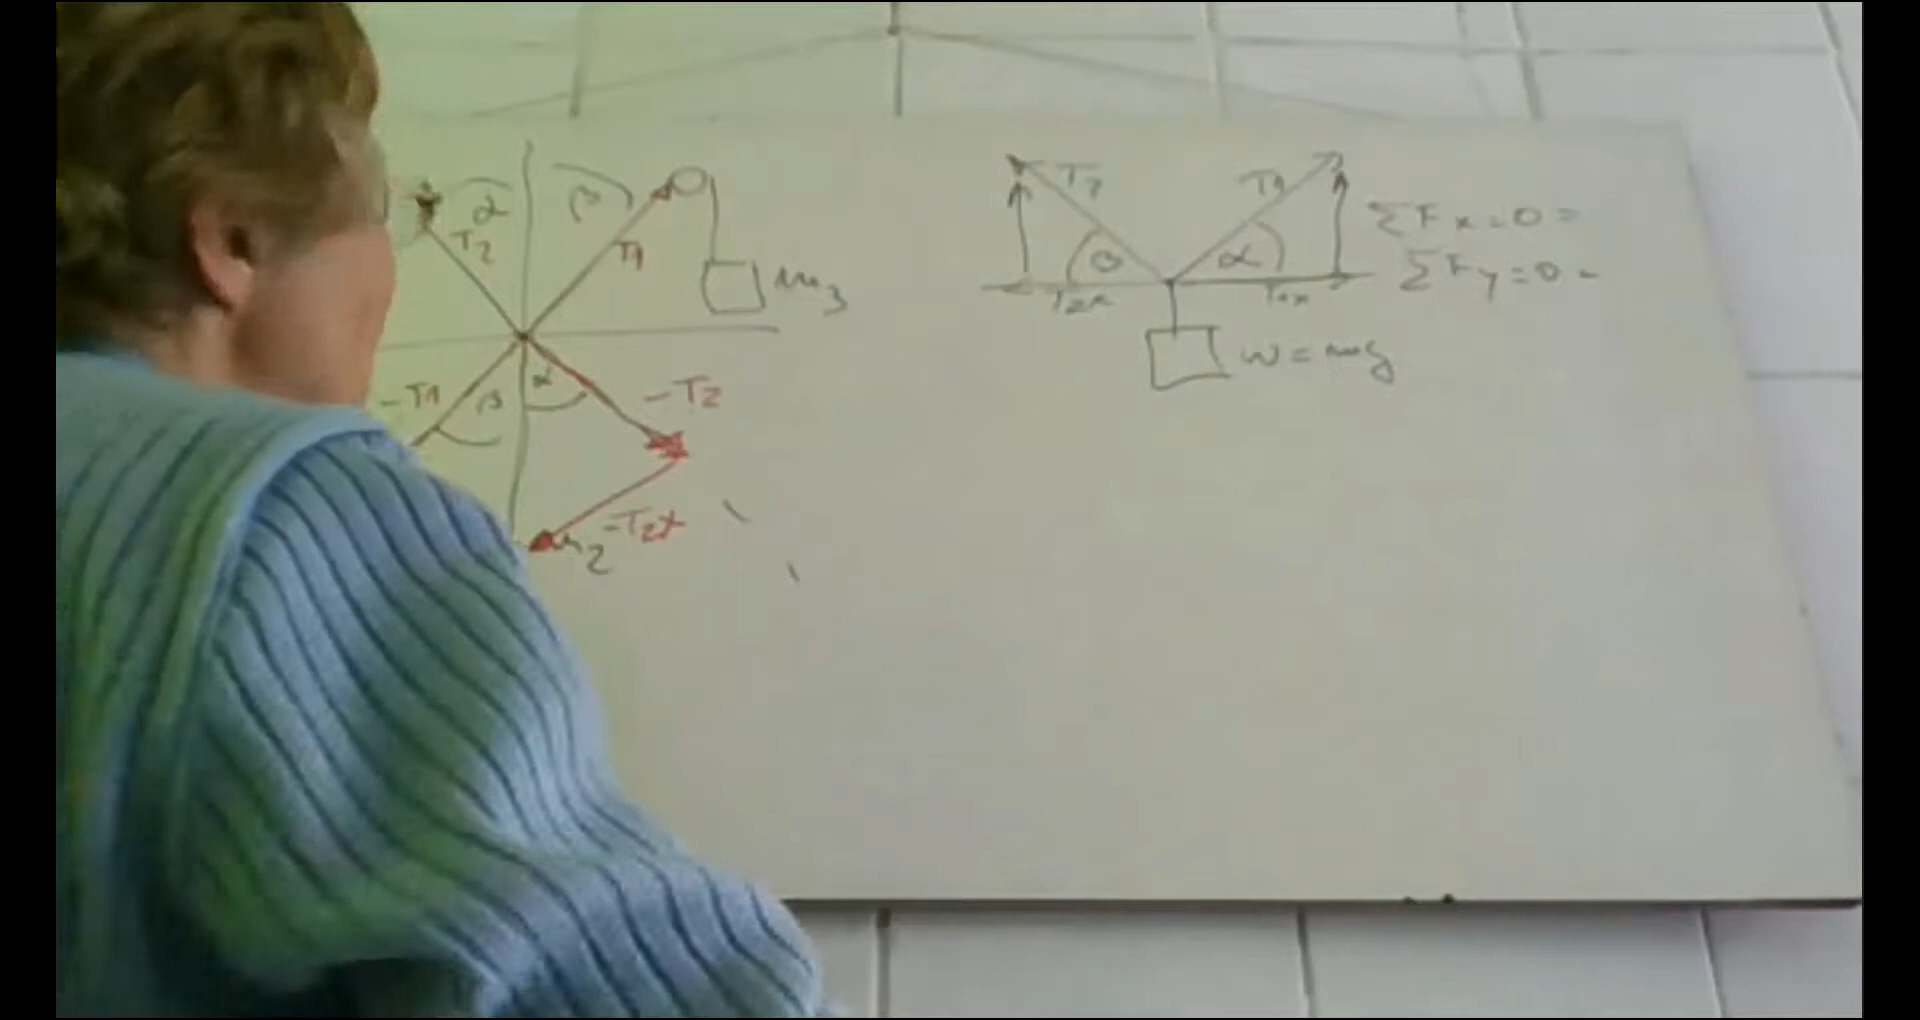 α
β
T2
T1
m3
-T1
β
α
-T2
-T2x
m2
T2
T1
β
α
T2x
T1x
ΣFx=0=
ΣFy=0=
w=mg